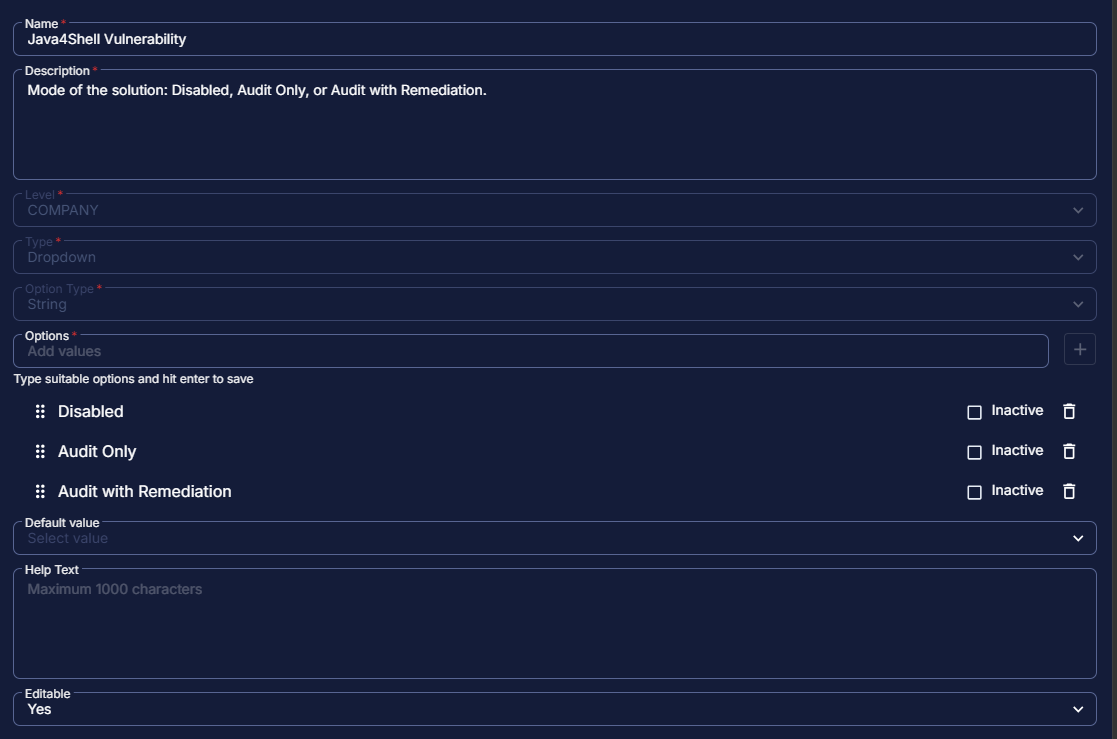 Name *
Java4Shell Vulnerability
Description *
Mode of the solution: Disabled, Audit Only, or Audit with Remediation.
Level *
COMPANY
Type *
Dropdown
Option Type *
String
Options *
Add values
Type suitable options and hit enter to save
Disabled Inactive
Audit Only Inactive
Audit with Remediation Inactive
Default value
Select value
Help Text
Maximum 1000 characters
Editable
Yes